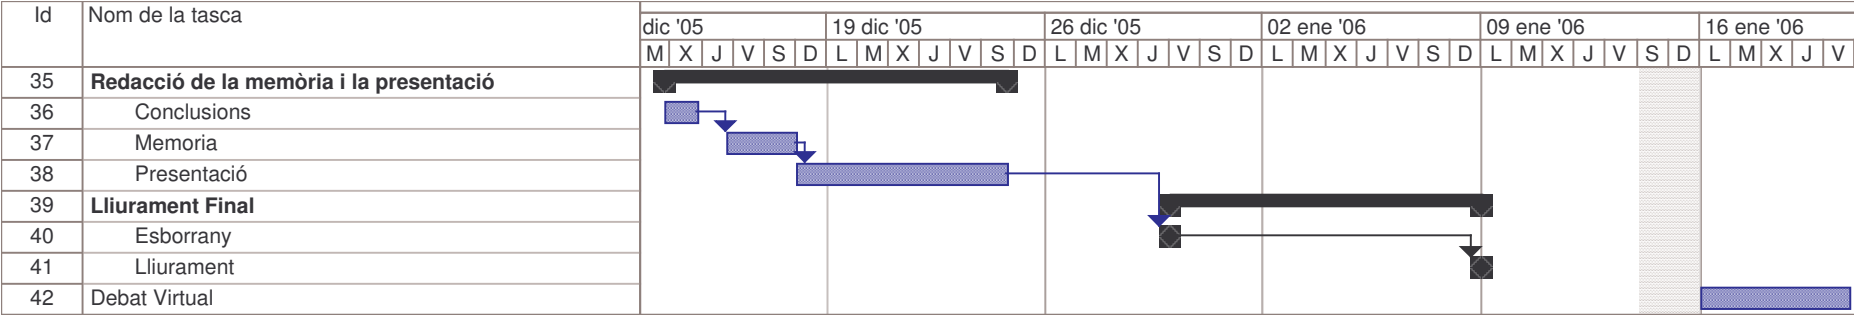 Id Nom de la tasca
dic '05 19 dic '05 26 dic '05 02 ene '06 09 ene '06 16 ene '06
M X J V S D L M X J V S D L M X J V S D L M X J V S D L M X J V S D L M X J V
35 Redacció de la memòria i la presentació
36 Conclusions
37 Memoria
38 Presentació
39 Lliurament Final
40 Esborrany
41 Lliurament
42 Debat Virtual